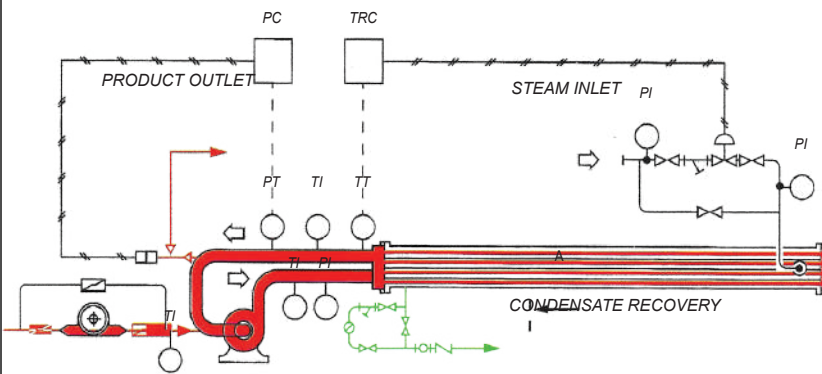 PC
TRC
PRODUCT OUTLET
STEAM INLET
PI
PI
PT
TI
TT
A
TI
PI
CONDENSATE RECOVERY
TI